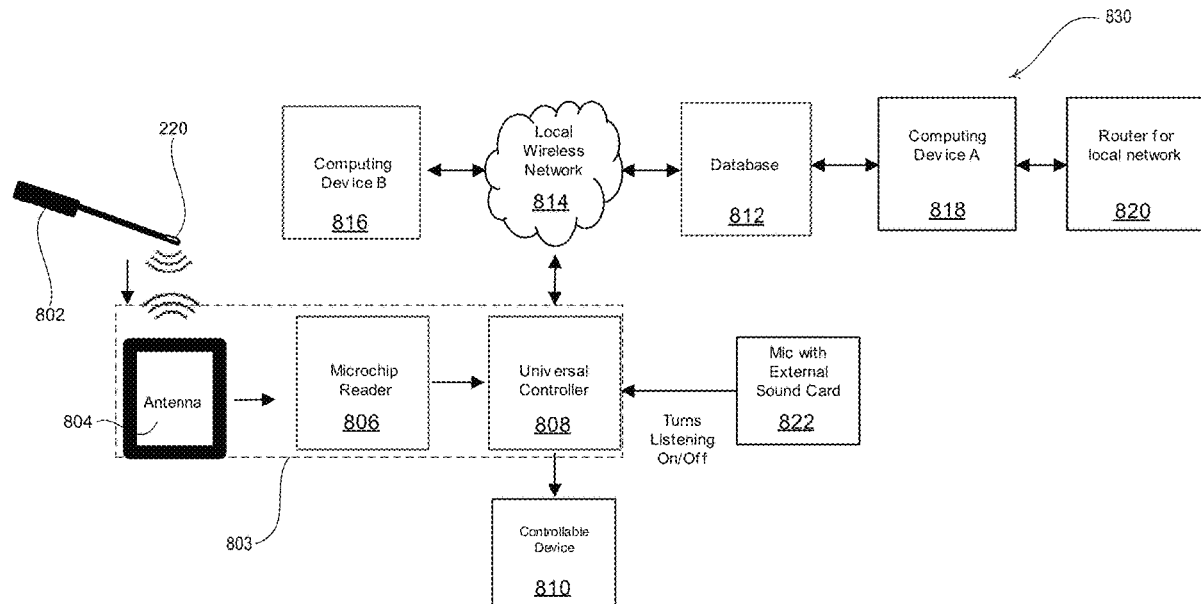 830
220
Local
Wireless
Network
814
Computing
Device B
816
Database
812
Computing
Device A
818
Router for
local network
820
802
Antenna
804
Microchip
Reader
806
Universal
Controller
808
Mic with
External
Sound Card
822
Turns
Listening
On/Off
803
Controllable
Device
810